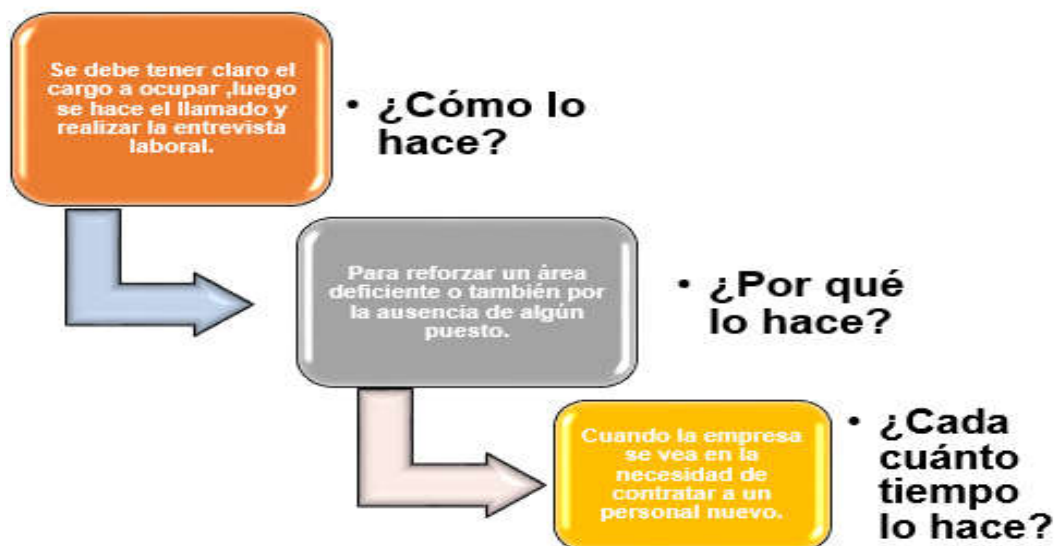 Se debe tener claro el
cargo a ocupar ,luego
se hace el llamado y
realizar la entrevista
laboral.
• ¿Cómo lo
hace?
Para reforzar un área
deficiente o también por
la ausencia de algún
puesto.
• ¿Por qué
lo hace?
Cuando la empresa
se vea en la
necesidad de
contratar a un
personal nuevo.
• ¿Cada
cuánto
tiempo
lo hace?